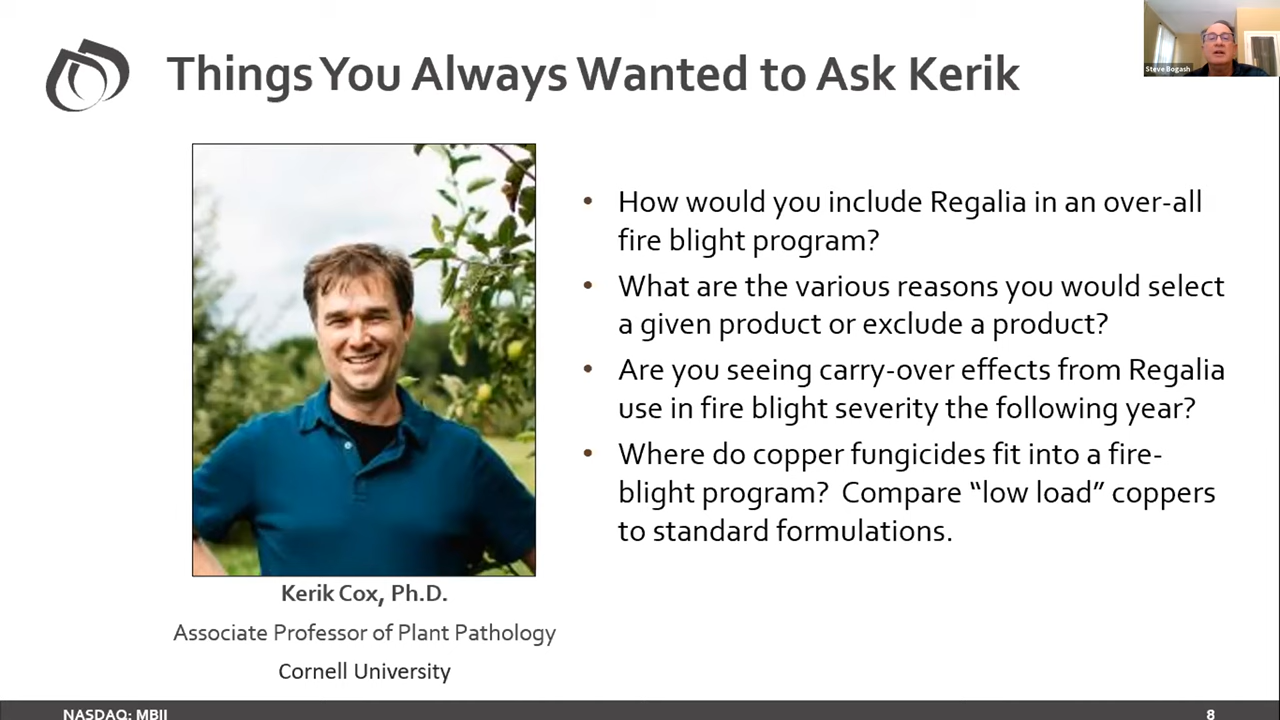 Things You Always Wanted to Ask Kerik
Steve Bogash
• How would you include Regalia in an over-all
fire blight program?
• What are the various reasons you would select
a given product or exclude a product?
• Are you seeing carry-over effects from Regalia
use in fire blight severity the following year?
• Where do copper fungicides fit into a fire-
blight program? Compare “low load” coppers
to standard formulations.
Kerik Cox, Ph.D.
Associate Professor of Plant Pathology
Cornell University
NASDAQ: MBII
8